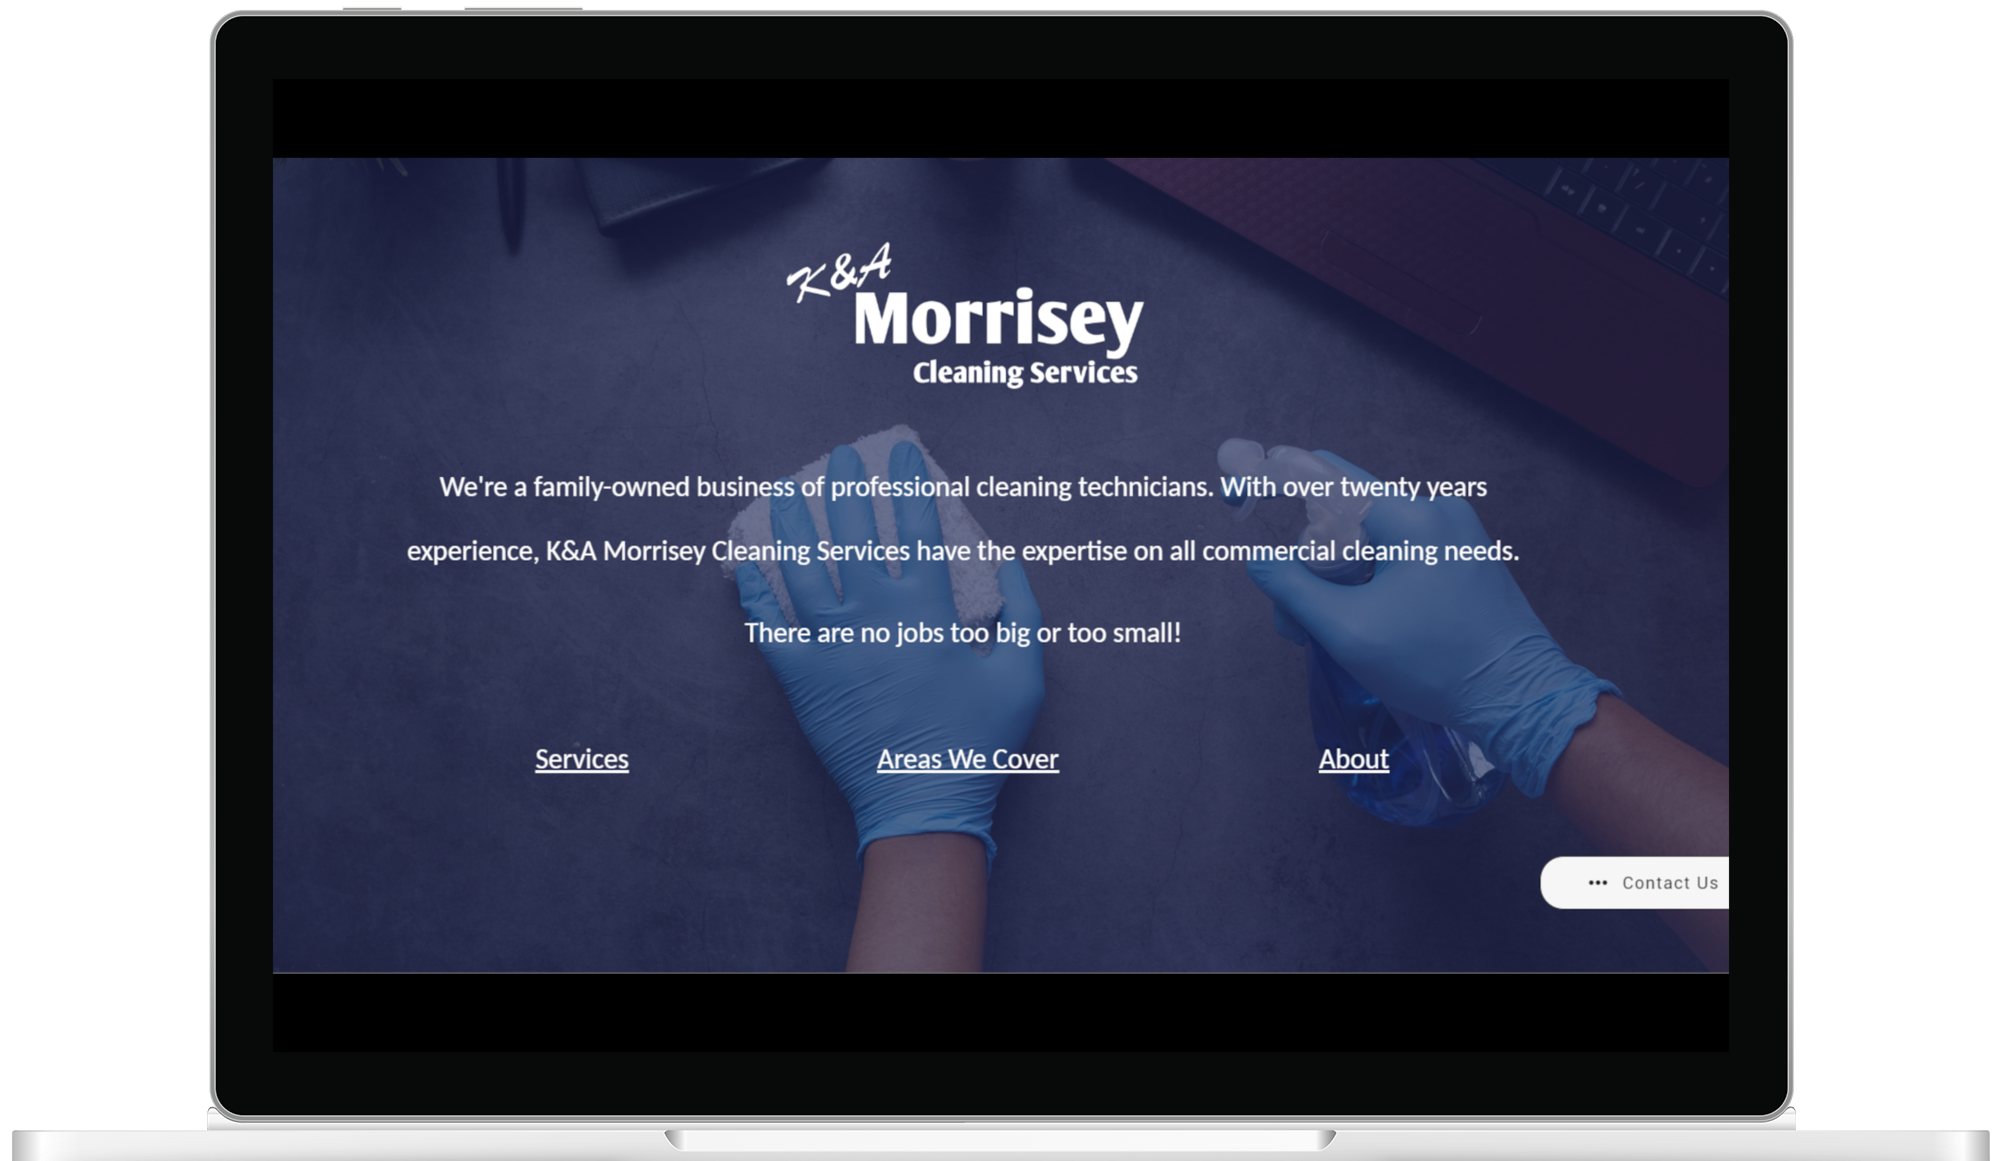 K&A
Morrisey
Cleaning Services
We're a family-owned business of professional cleaning technicians. With over twenty years
experience, K&A Morrisey Cleaning Services have the expertise on all commercial cleaning needs.
There are no jobs too big or too small!
Services
Areas We Cover
About
••• Contact Us